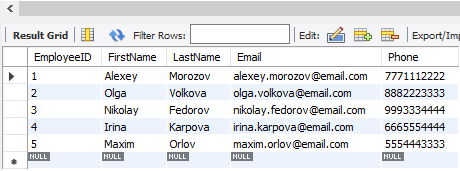 Result Grid Filter Rows: Edit: Export/Imp
EmployeeID FirstName LastName Email Phone
1 Alexey Morozov alexey.morozov@email.com 7771112222
2 Olga Volkova olga.volkova@email.com 8882223333
3 Nikolay Fedorov nikolay.fedorov@email.com 9993334444
4 Irina Karpova irina.karpova@email.com 6665554444
5 Maxim Orlov maxim.orlov@email.com 5554443333
NULL NULL NULL NULL NULL